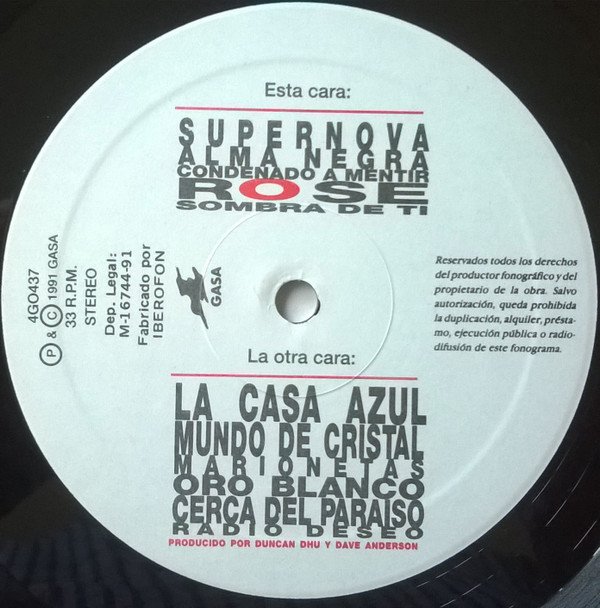 Esta cara:
SUPERNOVA
ALMA NEGRA
CONDENADO A MENTIR
ROSE
SOMBRA DE TI
4GO437
Ⓟ & Ⓒ 1991 GASA
33 R.P.M.
STEREO
Dep. Legal:
M-16744-91
Fabricado por
IBEROFON
GASA
Reservados todos los derechos
del productor fonográfico y del
propietario de la obra. Salvo
autorización, queda prohibida
la duplicación, alquiler, présta-
mo, ejecución pública o radio-
difusión de este fonograma.
La otra cara:
LA CASA AZUL
MUNDO DE CRISTAL
MARIONETAS
ORO BLANCO
CERCA DEL PARAISO
RADIO DESEO
PRODUCIDO POR DUNCAN DHU Y DAVE ANDERSON